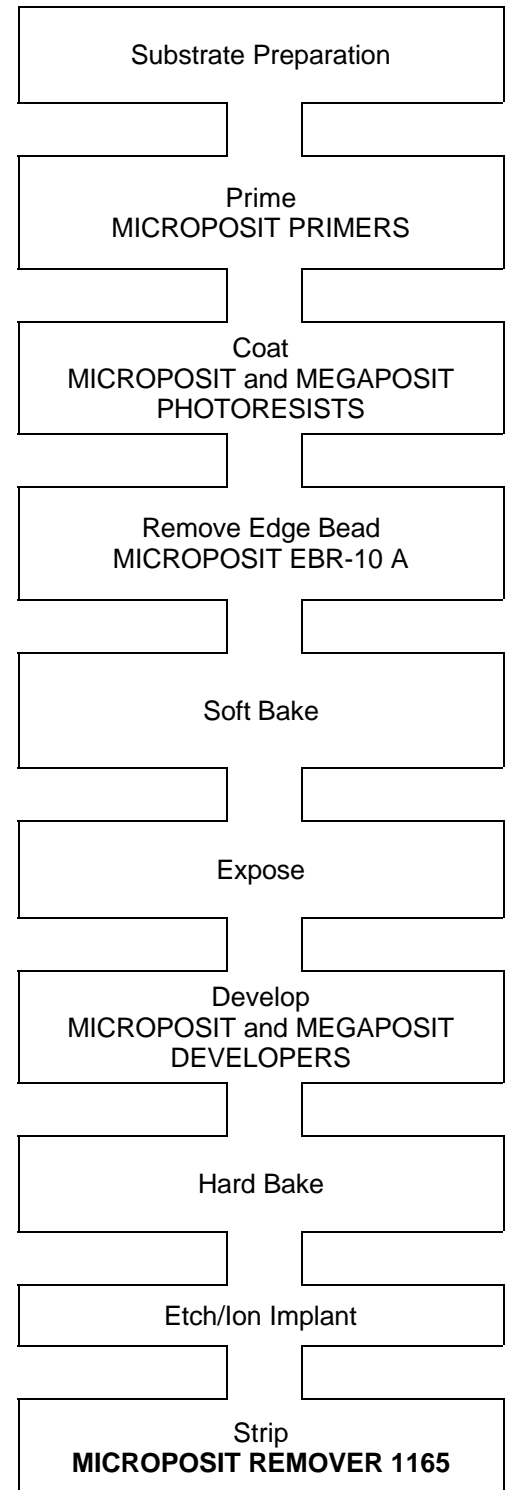 Substrate Preparation
Prime
MICROPOSIT PRIMERS
Coat
MICROPOSIT and MEGAPOSIT
PHOTORESISTS
Remove Edge Bead
MICROPOSIT EBR-10 A
Soft Bake
Expose
Develop
MICROPOSIT and MEGAPOSIT
DEVELOPERS
Hard Bake
Etch/Ion Implant
Strip
MICROPOSIT REMOVER 1165